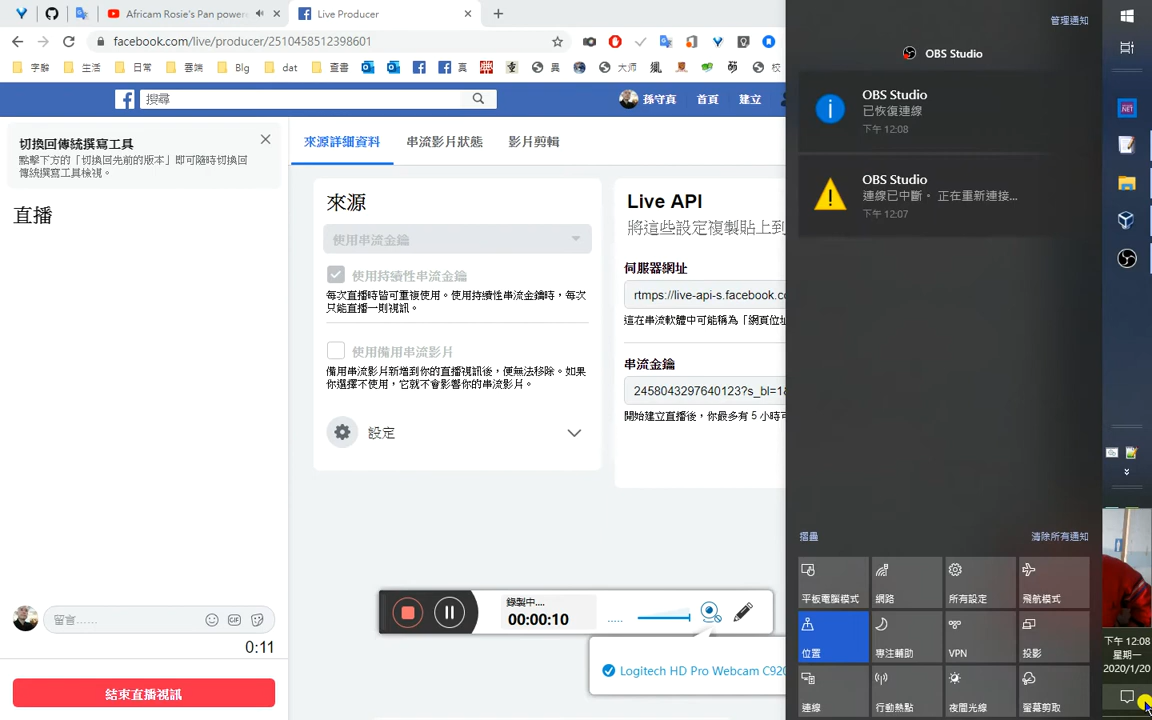 Africam Rosie's Pan power
Live Producer
facebook.com/live/producer/2510458512398601
字辭
生活
日常
雲端
Blg
dat
查書
真
異
大师
萌
校
搜尋
孫守真
首頁
建立
切換回傳統撰寫工具
點擊下方的「切換回先前的版本」即可隨時切換回
傳統撰寫工具檢視。
直播
來源詳細資料
串流影片狀態
影片剪輯
來源
使用串流金鑰
使用持續性串流金鑰
每次直播時皆可重複使用。使用持續性串流金鑰時，每次
只能直播一則視訊。
使用備用串流影片
備用串流影片新增到你的直播視訊後，便無法移除。如果
你選擇不使用，它就不會影響你的串流影片。
設定
Live API
將這些設定複製貼上到
伺服器網址
rtmps://live-api-s.facebook.co
這在串流軟體中可能稱為「網頁位址
串流金鑰
2458043297640123?s_bl=1&
開始建立直播後，你最多有 5 小時可
留言……
GIF
0:11
結束直播視訊
錄製中....
00:00:10
Logitech HD Pro Webcam C920
管理通知
OBS Studio
OBS Studio
已恢復連線
下午 12:08
OBS Studio
連線已中斷。 正在重新連接...
下午 12:07
摺疊
清除所有通知
平板電腦模式
網路
所有設定
飛航模式
位置
專注輔助
VPN
投影
連線
行動熱點
夜間光線
螢幕剪取
.NET
下午 12:08
星期一
2020/1/20